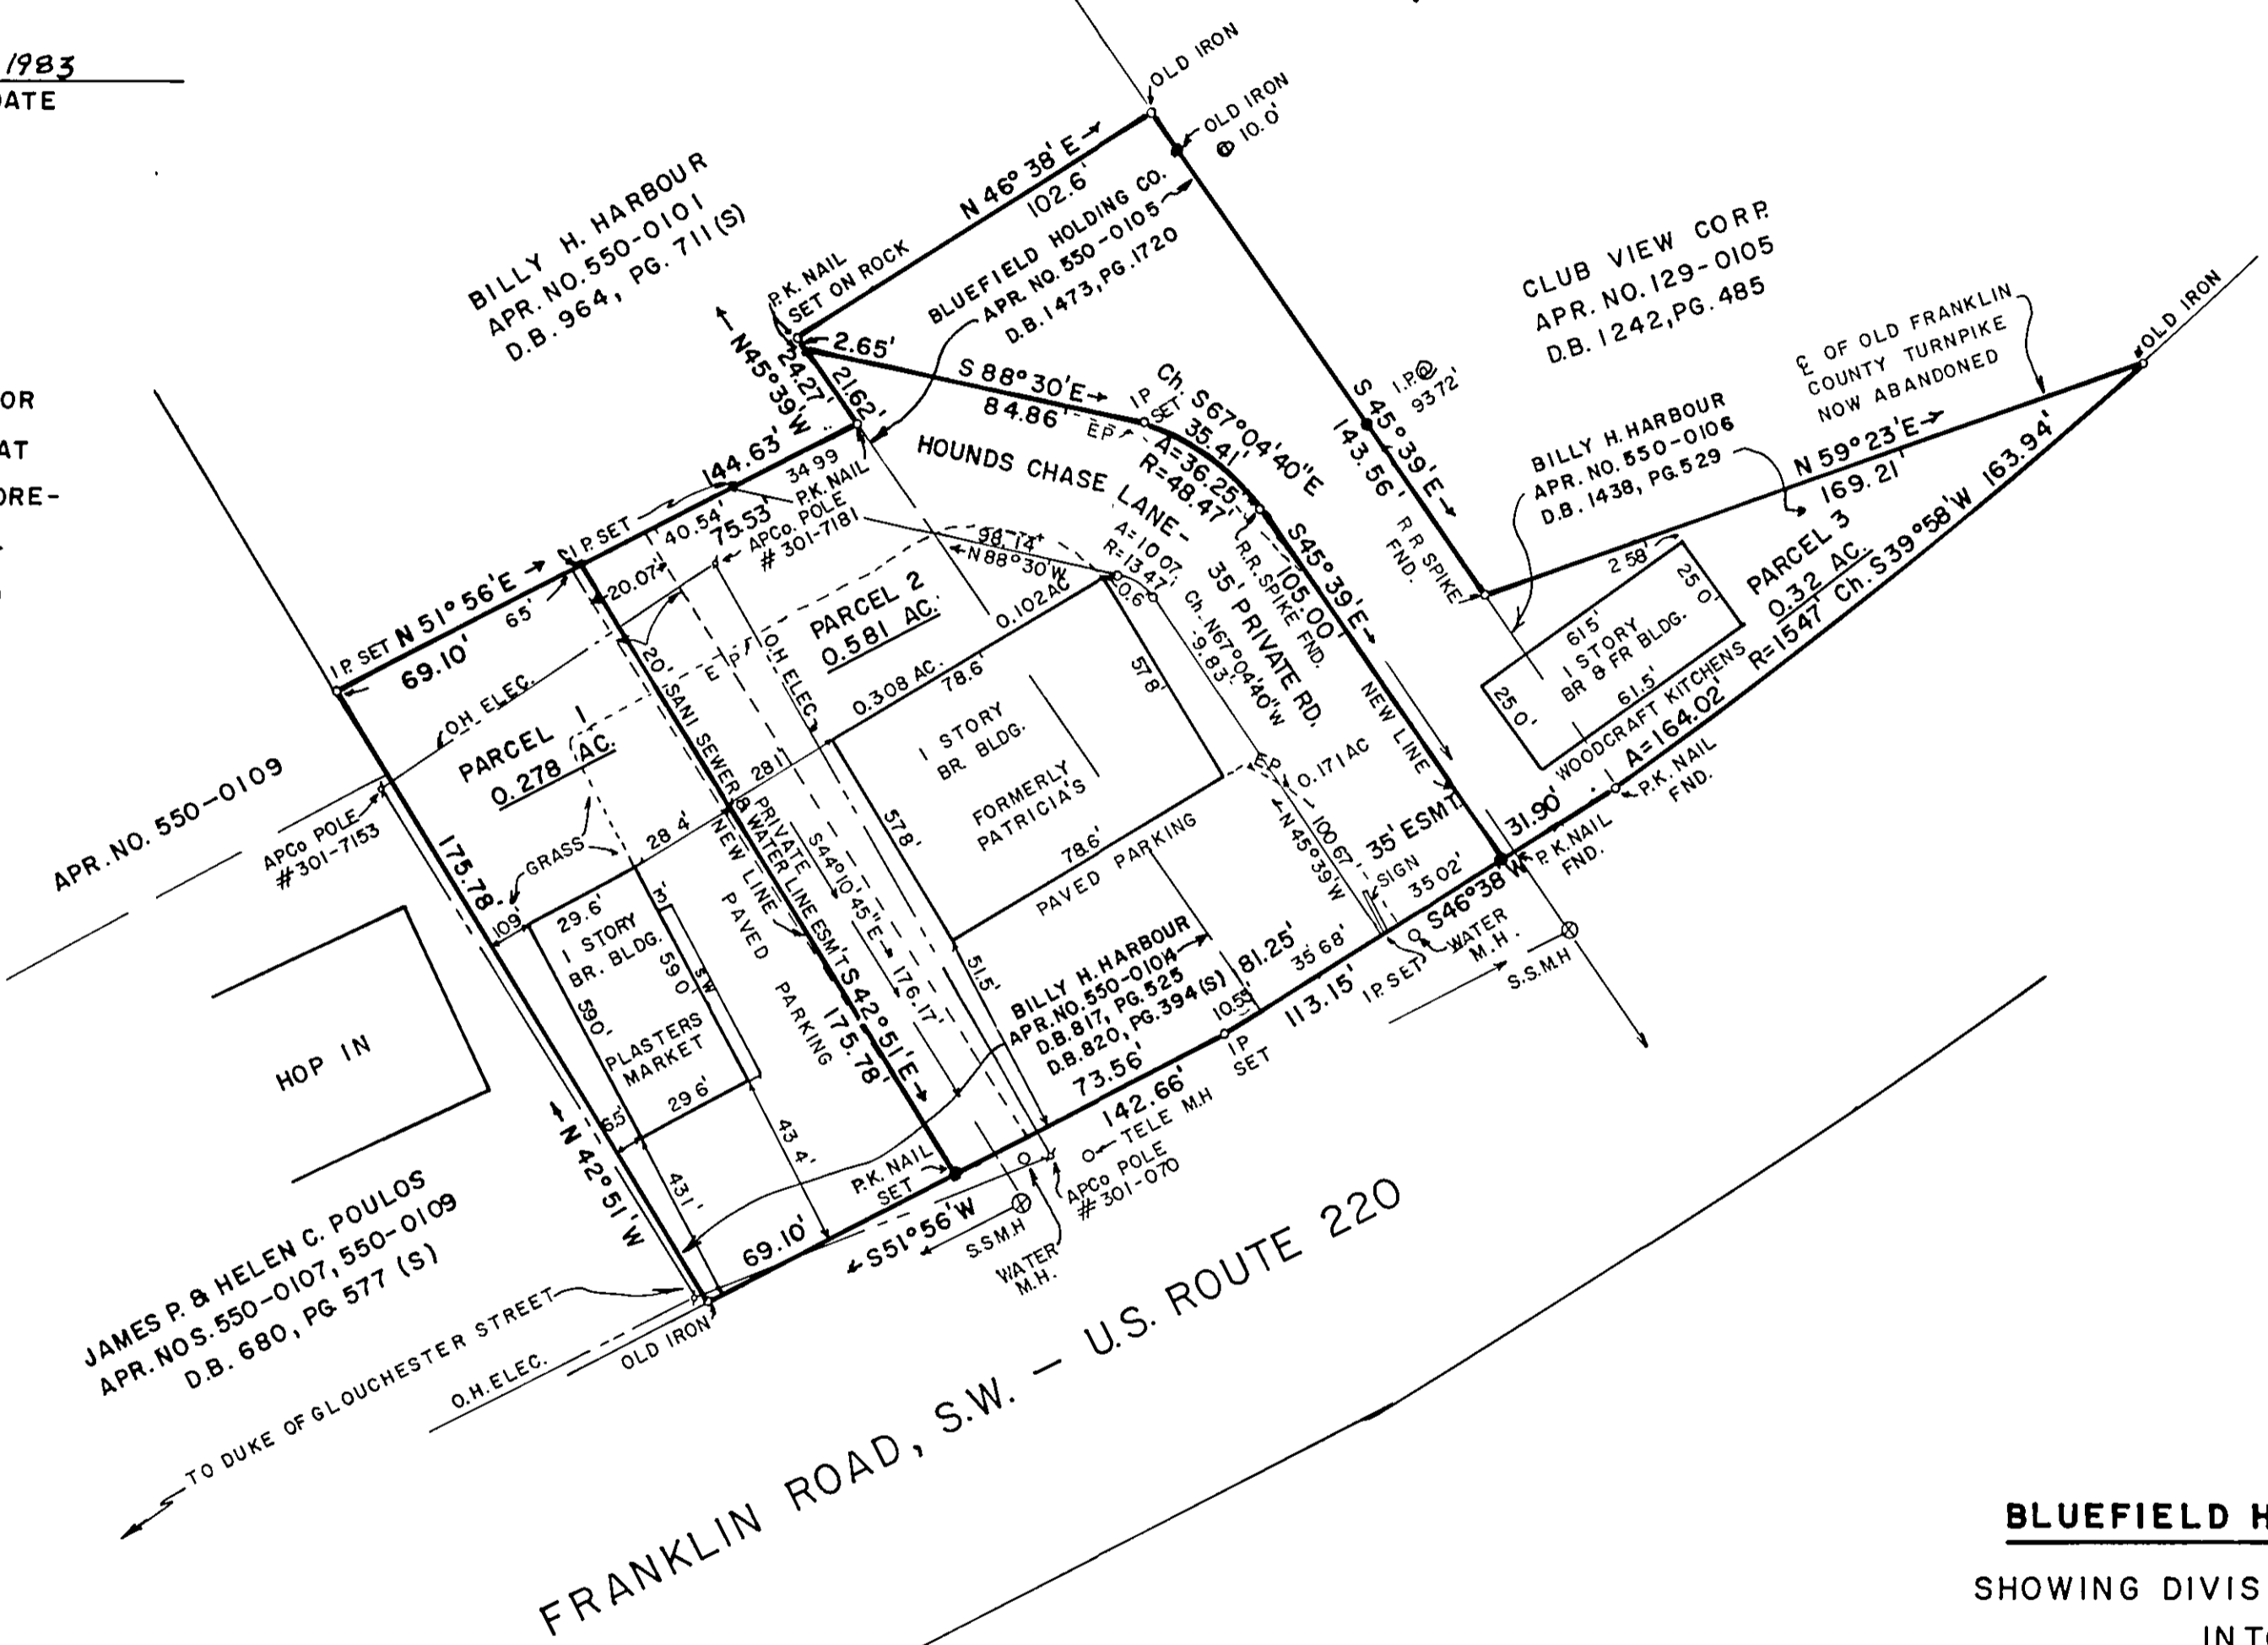 1983
DATE
OR
AT
ORE-
BILLY H. HARBOUR
APR. NO. 550-0101
D.B. 964, PG. 711 (S)
OLD IRON
OLD IRON
@ 10.0'
N 46° 38' E
102.6'
BLUEFIELD HOLDING CO.
APR. NO. 550-0105
D.B. 1473, PG. 1720
P.K. NAIL
SET ON ROCK
2.65'
24.27'
21.62'
N45°39'W
S 88°30'E
84.86'
EP
I P
SET
Ch. S67°04'40"E
35.41'
A=36.25'
R=48.47'
HOUNDS CHASE LANE-
35' PRIVATE RD.
CLUB VIEW CORP.
APR. NO. 129-0105
D.B. 1242, PG. 485
S 45°39' E
143.56'
I.P.@
93.72'
R R SPIKE
FND.
BILLY H. HARBOUR
APR. NO. 550-0106
D.B. 1438, PG. 529
℄ OF OLD FRANKLIN
COUNTY TURNPIKE
NOW ABANDONED
OLD IRON
N 59°23'E
169.21'
PARCEL 3
0.32 AC.
2 58'
25 0'
61 5'
1 STORY
BR & FR BLDG.
61.5'
25 0'
WOODCRAFT KITCHENS
A=164.02'
R=1547'
Ch. S39°58'W 163.94'
144.63'
34 99
P.K. NAIL
40.54'
75.53'
APCo. POLE
# 301-7181
I.P. SET
20.07'
I P. SET
N 51° 56'E
65'
69.10'
98.14'
N 88°30'W
A=10 07'
R=13 47'
Ch. N67°04'40"W
9.83'
0.6'
R.R. SPIKE FND.
S45°39'E
105.00'
NEW LINE
PARCEL 2
0.581 AC.
0.102 AC
0.308 AC.
78.6'
O.H ELEC.
E P
O.H. ELEC.
PARCEL 1
0.278 AC.
20' SANI SEWER &
PRIVATE
WATER LINE ESM'T
NEW LINE
28 1'
28 4'
GRASS
1 STORY
BR. BLDG.
FORMERLY
PATRICIA'S
57 8'
57 8'
78.6'
PAVED PARKING
EP
0.171 AC
100 67'
N 45°39'W
35' ESMT.
SIGN
35 02'
31.90'
P.K. NAIL
FND.
P.K. NAIL
FND.
S46°38'W
WATER
M.H.
S.S.M.H
I.P. SET
APR. NO. 550-0109
APCo POLE
# 301-7153
175.78'
109'
29.6'
1 STORY
BR. BLDG.
59 0'
59 0'
3'
PLASTERS
MARKET
29 6'
6.5'
43 4'
43.1'
PAVED PARKING
S44°10'45"E
176.17'
S42°51'E
175.78'
51.5'
BILLY H. HARBOUR
APR. NO. 550-0104
D.B. 817, PG. 525
D.B. 820, PG. 394 (S)
81.25'
35 68'
10.55'
113.15'
73.56'
142.66'
I P
SET
TELE M.H
APCo POLE
# 301-070
P.K. NAIL
SET
S51°56'W
S.S M.H
WATER
M.H.
69.10'
N 42°51' W
HOP IN
JAMES P. & HELEN C. POULOS
APR. NOS. 550-0107, 550-0109
D.B. 680, PG. 577 (S)
TO DUKE OF GLOUCHESTER STREET
O.H. ELEC.
OLD IRON
FRANKLIN ROAD, S.W. — U.S. ROUTE 220
BLUEFIELD H
SHOWING DIVIS
INTO